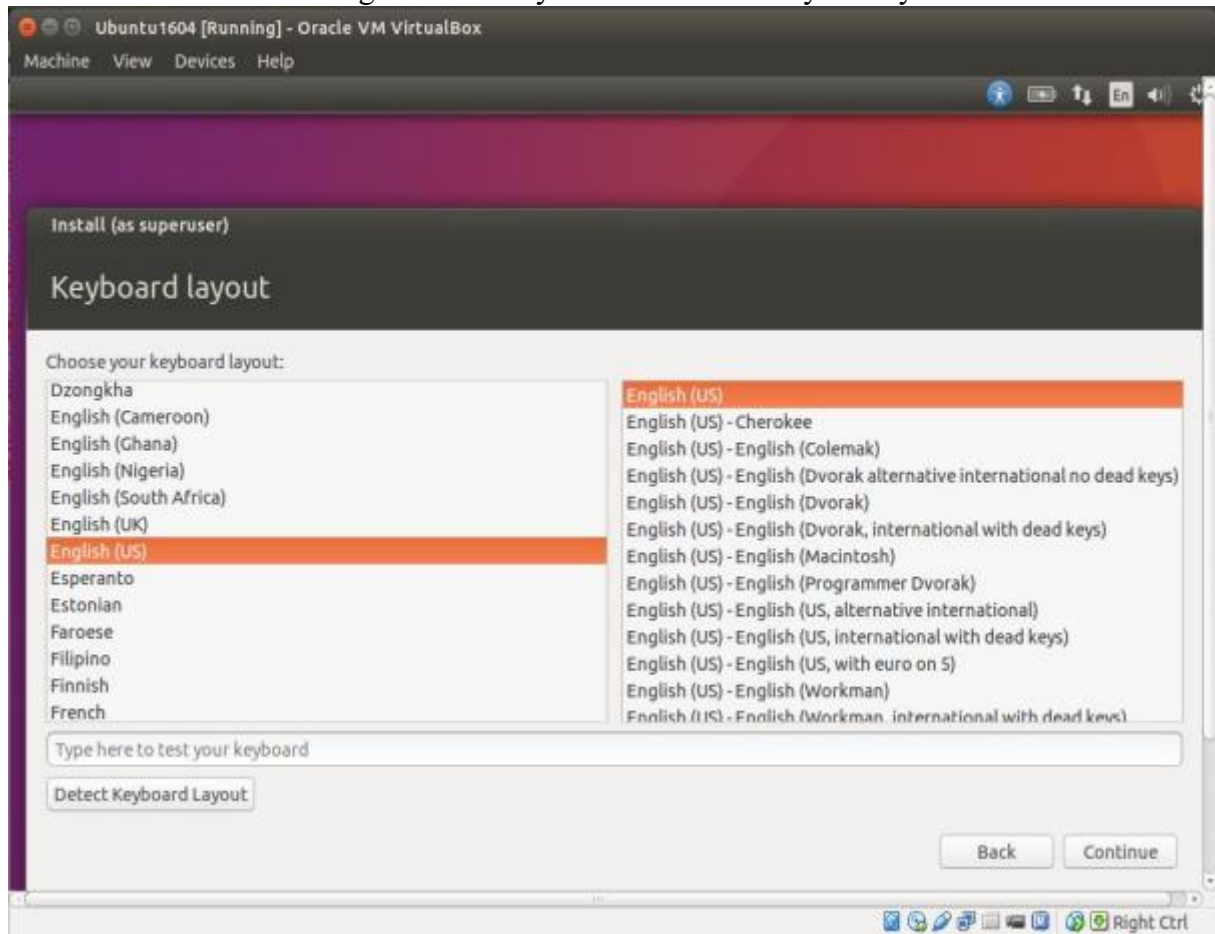 Ubuntu1604 [Running] - Oracle VM VirtualBox
Machine View Devices Help
En
Install (as superuser)
Keyboard layout
Choose your keyboard layout:
Dzongkha
English (Cameroon)
English (Ghana)
English (Nigeria)
English (South Africa)
English (UK)
English (US)
Esperanto
Estonian
Faroese
Filipino
Finnish
French
English (US)
English (US) - Cherokee
English (US) - English (Colemak)
English (US) - English (Dvorak alternative international no dead keys)
English (US) - English (Dvorak)
English (US) - English (Dvorak, international with dead keys)
English (US) - English (Macintosh)
English (US) - English (Programmer Dvorak)
English (US) - English (US, alternative international)
English (US) - English (US, international with dead keys)
English (US) - English (US, with euro on 5)
English (US) - English (Workman)
English (US) - English (Workman, international with dead keys)
Type here to test your keyboard
Detect Keyboard Layout
Back Continue
Right Ctrl